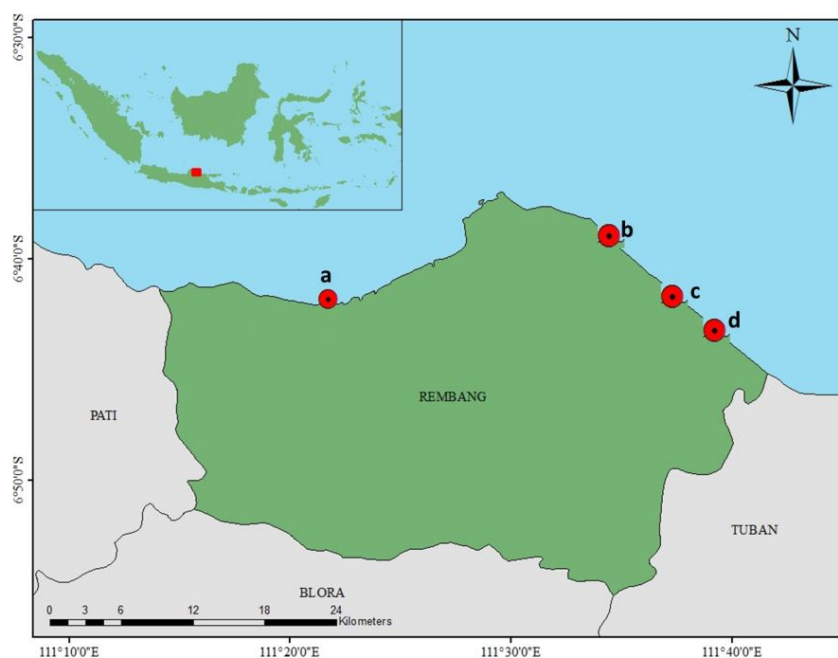 N
6°30'0"S
6°40'0"S
6°50'0"S
a
b
c
d
REMBANG
PATI
TUBAN
BLORA
0 3 6 12 18 24
Kilometers
111°10'0"E 111°20'0"E 111°30'0"E 111°40'0"E